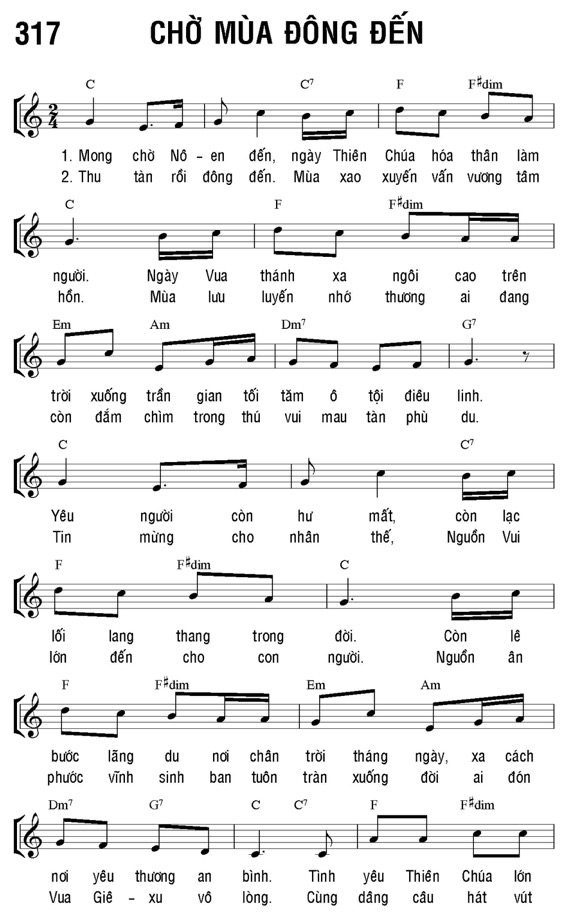 317 CHỜ MÙA ĐÔNG ĐẾN
C C7 F F#dim
2 4
1. Mong chờ Nô - en đến, ngày Thiên Chúa hóa thân làm
2. Thu tàn rồi đông đến. Mùa xao xuyến vấn vương tâm
C F F#dim
người. Ngày Vua thánh xa ngôi cao trên
hồn. Mùa lưu luyến nhớ thương ai đang
Em Am Dm7 G7
trời xuống trần gian tối tăm ô tội điêu linh.
còn đắm chìm trong thú vui mau tàn phù du.
C C7
Yêu người còn hư mất, còn lạc
Tin mừng cho nhân thế, Nguồn Vui
F F#dim C
lối lang thang trong đời. Còn lê
lớn đến cho con người. Nguồn ân
F F#dim Em Am
bước lãng du nơi chân trời tháng ngày, xa cách
phước vĩnh sinh ban tuôn tràn xuống đời ai đón
Dm7 G7 C C7 F F#dim
nơi yêu thương an bình. Tình yêu Thiên Chúa lớn
Vua Giê - xu vô lòng. Cùng dâng câu hát vút